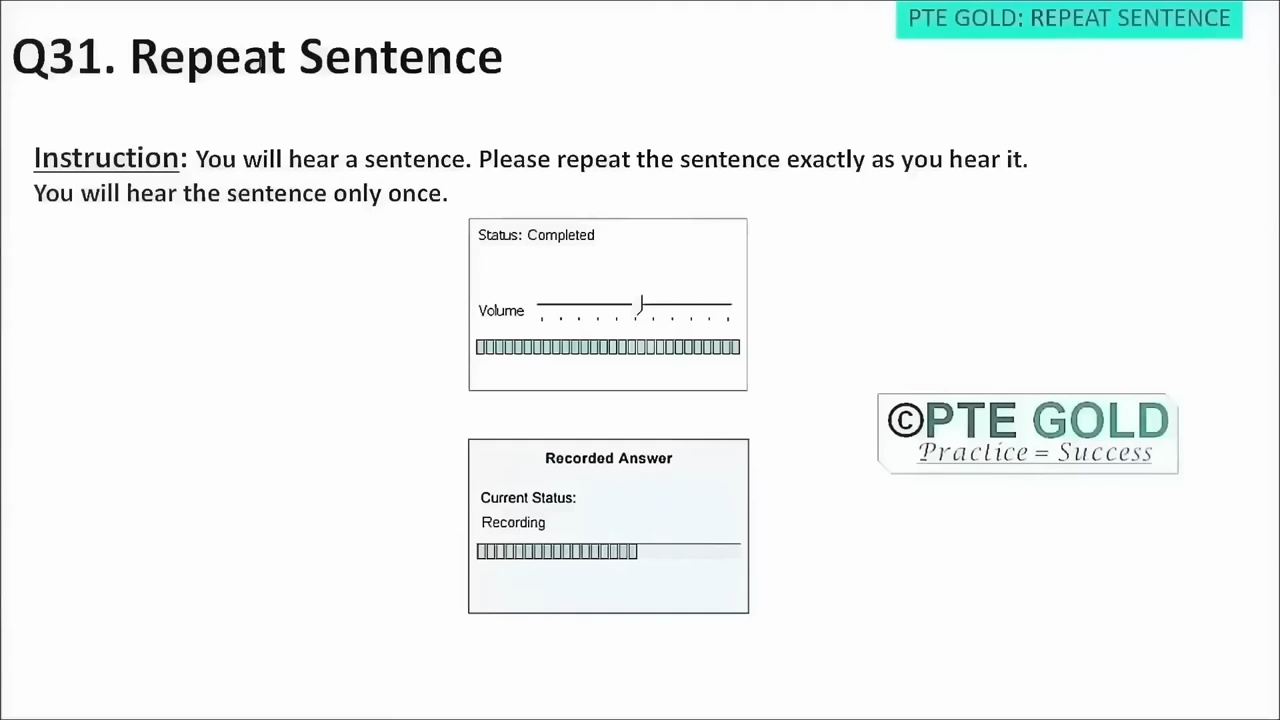 PTE GOLD: REPEAT SENTENCE
Q31. Repeat Sentence
Instruction: You will hear a sentence. Please repeat the sentence exactly as you hear it.
You will hear the sentence only once.
Status: Completed
Volume
©PTE GOLD
Practice = Success
Recorded Answer
Current Status:
Recording